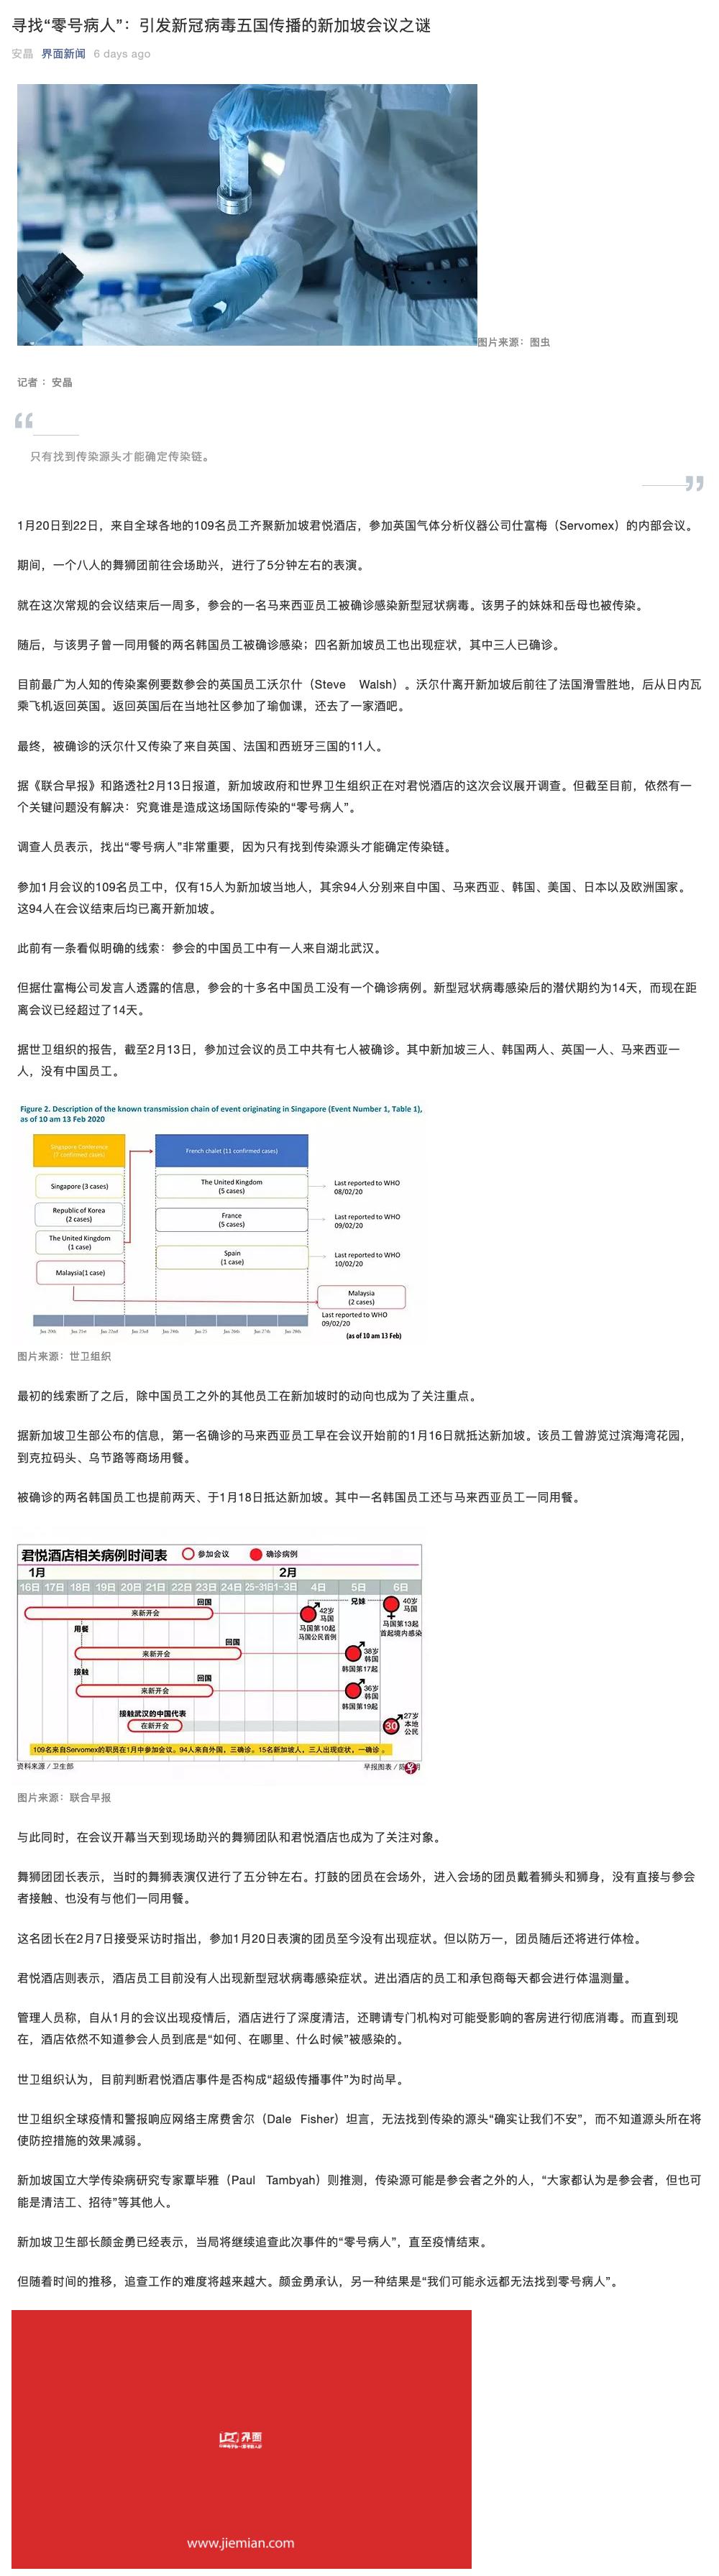 寻找“零号病人”：引发新冠病毒五国传播的新加坡会议之谜
安晶 界面新闻 6 days ago
图片来源：图虫
记者 ：安晶
“
只有找到传染源头才能确定传染链。
”
1月20日到22日，来自全球各地的109名员工齐聚新加坡君悦酒店，参加英国气体分析仪器公司仕富梅（Servomex）的内部会议。
期间，一个八人的舞狮团前往会场助兴，进行了5分钟左右的表演。
就在这次常规的会议结束后一周多，参会的一名马来西亚员工被确诊感染新型冠状病毒。该男子的妹妹和岳母也被传染。
随后，与该男子曾一同用餐的两名韩国员工被确诊感染；四名新加坡员工也出现症状，其中三人已确诊。
目前最广为人知的传染案例要数参会的英国员工沃尔什（Steve Walsh）。沃尔什离开新加坡后前往了法国滑雪胜地，后从日内瓦
乘飞机返回英国。返回英国后在当地社区参加了瑜伽课，还去了一家酒吧。
最终，被确诊的沃尔什又传染了来自英国、法国和西班牙三国的11人。
据《联合早报》和路透社2月13日报道，新加坡政府和世界卫生组织正在对君悦酒店的这次会议展开调查。但截至目前，依然有一
个关键问题没有解决：究竟谁是造成这场国际传染的“零号病人”。
调查人员表示，找出“零号病人”非常重要，因为只有找到传染源头才能确定传染链。
参加1月会议的109名员工中，仅有15人为新加坡当地人，其余94人分别来自中国、马来西亚、韩国、美国、日本以及欧洲国家。
这94人在会议结束后均已离开新加坡。
此前有一条看似明确的线索：参会的中国员工中有一人来自湖北武汉。
但据仕富梅公司发言人透露的信息，参会的十多名中国员工没有一个确诊病例。新型冠状病毒感染后的潜伏期约为14天，而现在距
离会议已经超过了14天。
据世卫组织的报告，截至2月13日，参加过会议的员工中共有七人被确诊。其中新加坡三人、韩国两人、英国一人、马来西亚一
人，没有中国员工。
Figure 2. Description of the known transmission chain of event originating in Singapore (Event Number 1, Table 1),
as of 10 am 13 Feb 2020
Singapore Conference
(7 confirmed cases)
French chalet (11 confirmed cases)
Singapore (3 cases)
The United Kingdom
(5 cases)
Last reported to WHO
08/02/20
Republic of Korea
(2 cases)
France
(5 cases)
Last reported to WHO
09/02/20
The United Kingdom
(1 case)
Spain
(1 case)
Last reported to WHO
10/02/20
Malaysia(1 case)
Malaysia
(2 cases)
Last reported to WHO
09/02/20
Jan 20th Jan 21st Jan 22nd Jan 23rd Jan 24th Jan 25 Jan 26th Jan 27th Jan 28th
(as of 10 am 13 Feb)
图片来源：世卫组织
最初的线索断了之后，除中国员工之外的其他员工在新加坡时的动向也成为了关注重点。
据新加坡卫生部公布的信息，第一名确诊的马来西亚员工早在会议开始前的1月16日就抵达新加坡。该员工曾游览过滨海湾花园，
到克拉码头、乌节路等商场用餐。
被确诊的两名韩国员工也提前两天、于1月18日抵达新加坡。其中一名韩国员工还与马来西亚员工一同用餐。
君悦酒店相关病例时间表 参加会议 确诊病例
1月 2月
16日 17日 18日 19日 20日 21日 22日 23日 24日 25-31日 1-3日 4日 5日 6日
回国
来新开会
42岁
马国
马国第10起
马国公民首例
兄妹
40岁
马国
马国第13起
首起境内感染
用餐
回国
来新开会
38岁
韩国
韩国第17起
接触
回国
来新开会
36岁
韩国
韩国第19起
接触武汉的中国代表
在新开会
30
27岁
本地
公民
109名来自Servomex的职员在1月中参加会议。94人来自外国，三确诊。15名新加坡人，三人出现症状，一确诊 。
资料来源／卫生部
早报图表／陈
图片来源：联合早报
与此同时，在会议开幕当天到现场助兴的舞狮团队和君悦酒店也成为了关注对象。
舞狮团团长表示，当时的舞狮表演仅进行了五分钟左右。打鼓的团员在会场外，进入会场的团员戴着狮头和狮身，没有直接与参会
者接触、也没有与他们一同用餐。
这名团长在2月7日接受采访时指出，参加1月20日表演的团员至今没有出现症状。但以防万一，团员随后还将进行体检。
君悦酒店则表示，酒店员工目前没有人出现新型冠状病毒感染症状。进出酒店的员工和承包商每天都会进行体温测量。
管理人员称，自从1月的会议出现疫情后，酒店进行了深度清洁，还聘请专门机构对可能受影响的客房进行彻底消毒。而直到现
在，酒店依然不知道参会人员到底是“如何、在哪里、什么时候”被感染的。
世卫组织认为，目前判断君悦酒店事件是否构成“超级传播事件”为时尚早。
世卫组织全球疫情和警报响应网络主席费舍尔（Dale Fisher）坦言，无法找到传染的源头“确实让我们不安”，而不知道源头所在将
使防控措施的效果减弱。
新加坡国立大学传染病研究专家覃毕雅（Paul Tambyah）则推测，传染源可能是参会者之外的人，“大家都认为是参会者，但也可
能是清洁工、招待”等其他人。
新加坡卫生部长颜金勇已经表示，当局将继续追查此次事件的“零号病人”，直至疫情结束。
但随着时间的推移，追查工作的难度将越来越大。颜金勇承认，另一种结果是“我们可能永远都无法找到零号病人”。
界面
www.jiemian.com